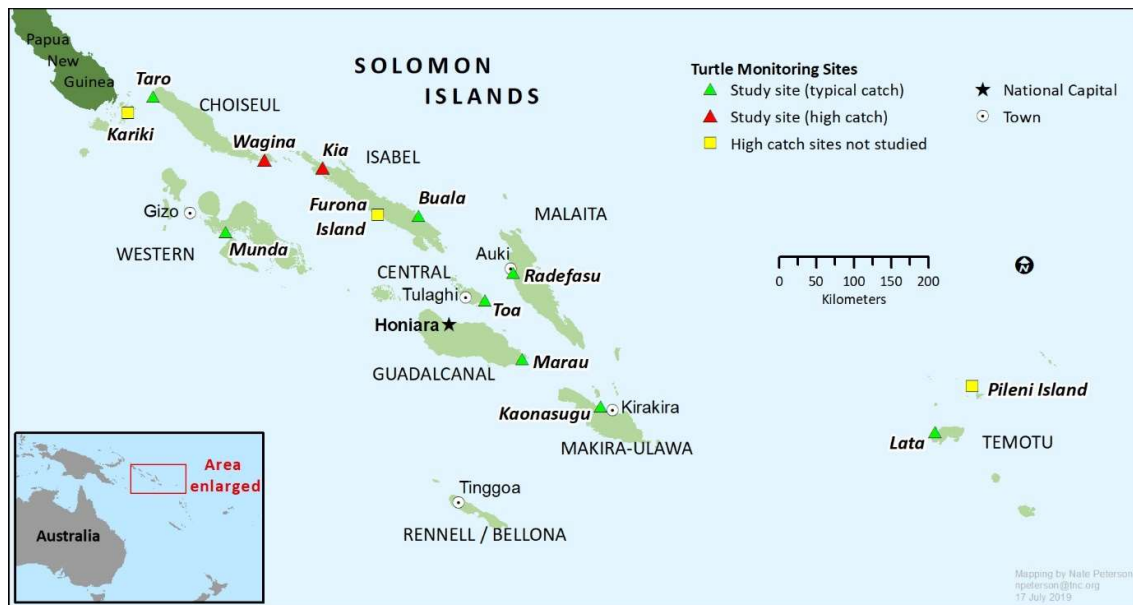 Papua
New
Guinea
SOLOMON
ISLANDS
Taro
CHOISEUL
Kariki
Wagina
Kia
ISABEL
Furona
Island
Buala
Gizo
Munda
WESTERN
MALAITA
Auki
Radefasu
CENTRAL
Tulaghi
Toa
Honiara
Marau
GUADALCANAL
Kaonasugu
Kirakira
MAKIRA-ULAWA
Tinggoa
RENNELL / BELLONA
Pileni Island
Lata
TEMOTU
Turtle Monitoring Sites
Study site (typical catch)
Study site (high catch)
High catch sites not studied
National Capital
Town
0 50 100 150 200
Kilometers
N
Area
enlarged
Australia
Mapping by Nate Peterson
npeterson@tnc.org
17 July 2019